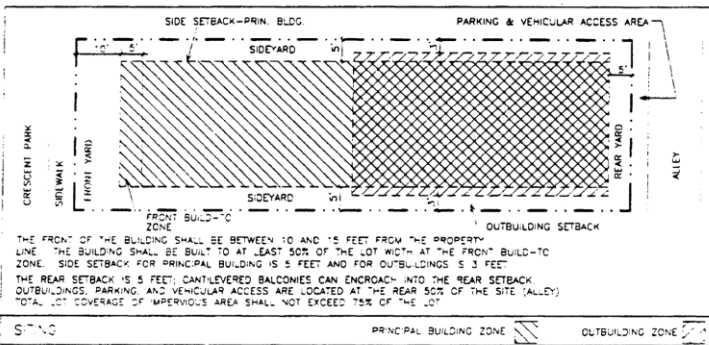 SIDE SETBACK-PRIN. BLDG.
PARKING & VEHICULAR ACCESS AREA
10'
5'
SIDEYARD
5'
3'
5'
CRESCENT PARK
SIDEWALK
FRONT YARD
REAR YARD
ALLEY
SIDEYARD
5'
3'
FRONT BUILD-TO
ZONE
OUTBUILDING SETBACK
THE FRONT OF THE BUILDING SHALL BE BETWEEN 10 AND 15 FEET FROM THE PROPERTY
LINE. THE BUILDING SHALL BE BUILT TO AT LEAST 50% OF THE LOT WIDTH AT THE FRONT BUILD-TO
ZONE. SIDE SETBACK FOR PRINCIPAL BUILDING IS 5 FEET AND FOR OUTBUILDINGS IS 3 FEET
THE REAR SETBACK IS 5 FEET; CANTILEVERED BALCONIES CAN ENCROACH INTO THE REAR SETBACK.
OUTBUILDINGS, PARKING, AND VEHICULAR ACCESS ARE LOCATED AT THE REAR 50% OF THE SITE (ALLEY)
TOTAL LOT COVERAGE OF IMPERVIOUS AREA SHALL NOT EXCEED 75% OF THE LOT
SITING
PRINCIPAL BUILDING ZONE
OUTBUILDING ZONE